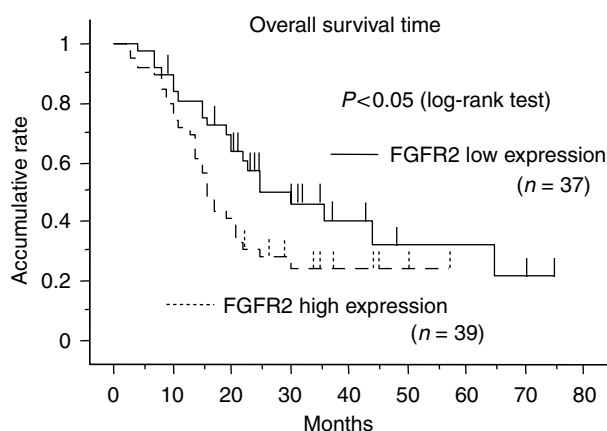 Overall survival time
Accumulative rate
1
0.8
0.6
0.4
0.2
0
P<0.05 (log-rank test)
FGFR2 low expression
(n = 37)
FGFR2 high expression
(n = 39)
0 10 20 30 40 50 60 70 80
Months